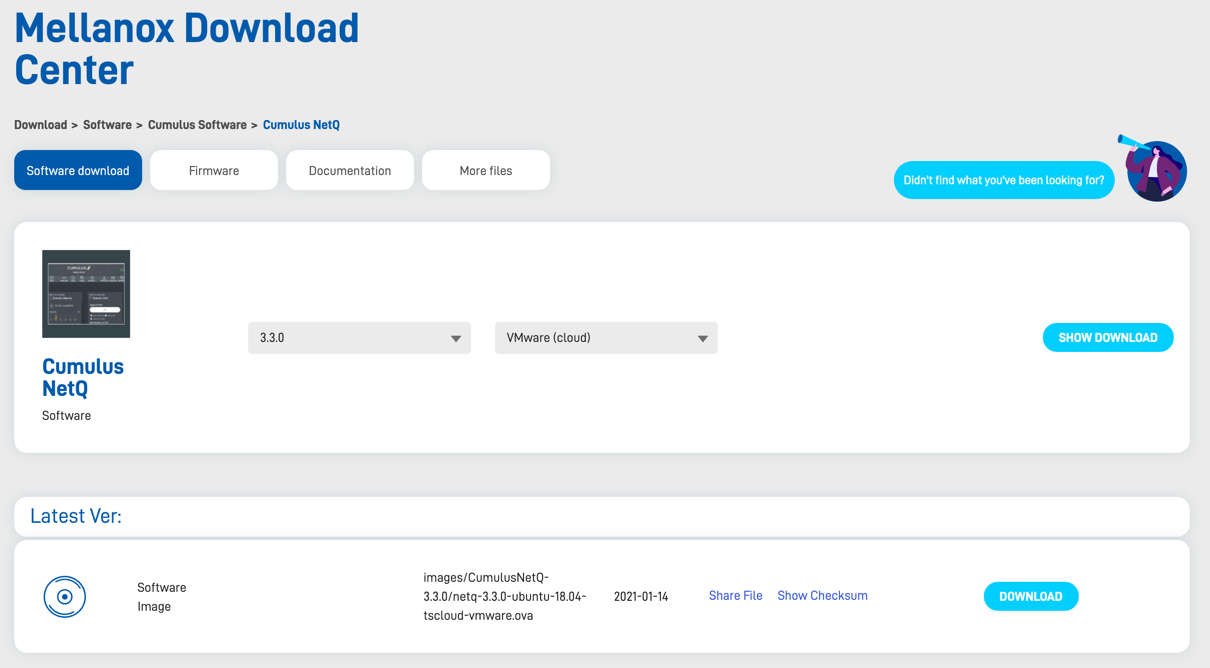 Mellanox Download
Center
Download > Software > Cumulus Software > Cumulus NetQ
Software download
Firmware
Documentation
More files
Didn't find what you've been looking for?
CUMULUS
3.3.0
VMware (cloud)
SHOW DOWNLOAD
Cumulus
NetQ
Software
Latest Ver:
Software
Image
images/CumulusNetQ-
3.3.0/netq-3.3.0-ubuntu-18.04-
tscloud-vmware.ova
2021-01-14
Share File
Show Checksum
DOWNLOAD